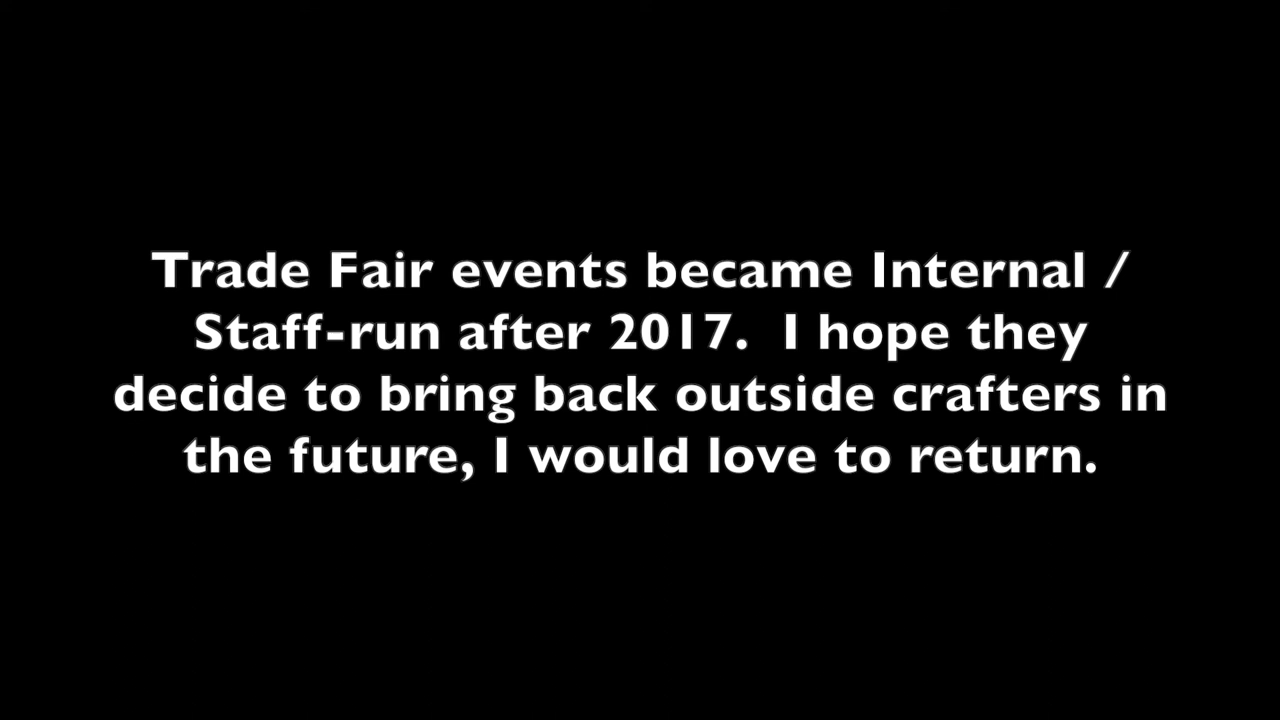 Trade Fair events became Internal /
Staff-run after 2017.  I hope they
decide to bring back outside crafters in
the future, I would love to return.